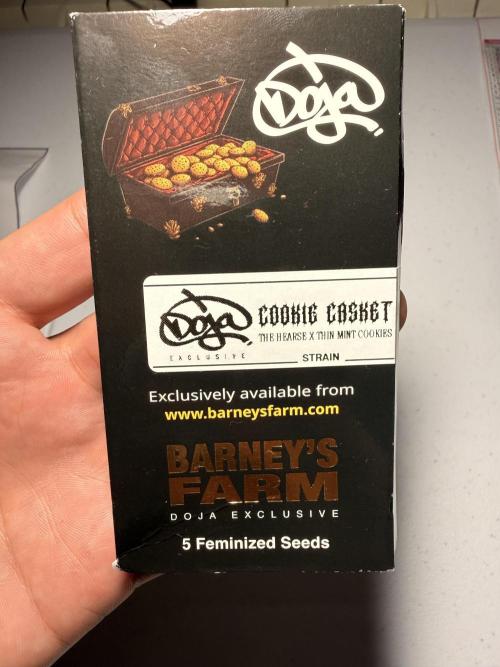 Doja
Doja
EXCLUSIVE
COOKIE CASKET
THE HEARSE X THIN MINT COOKIES
STRAIN
Exclusively available from
www.barneysfarm.com
BARNEY'S
FARM
DOJA EXCLUSIVE
5 Feminized Seeds